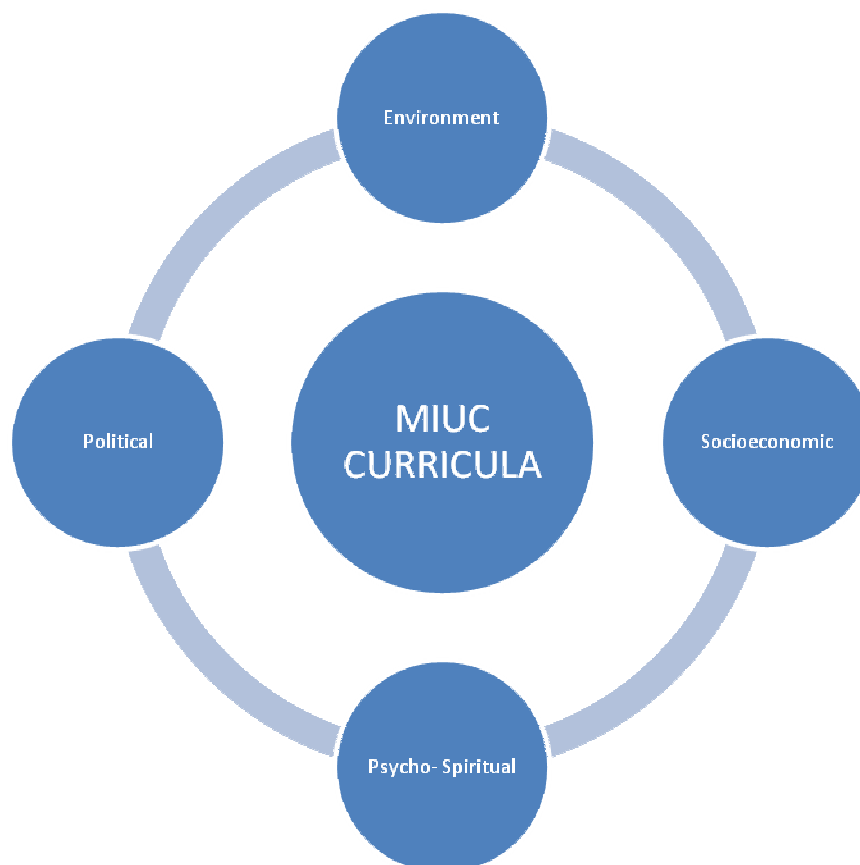 Environment
Political
MIUC
CURRICULA
Socioeconomic
Psycho- Spiritual